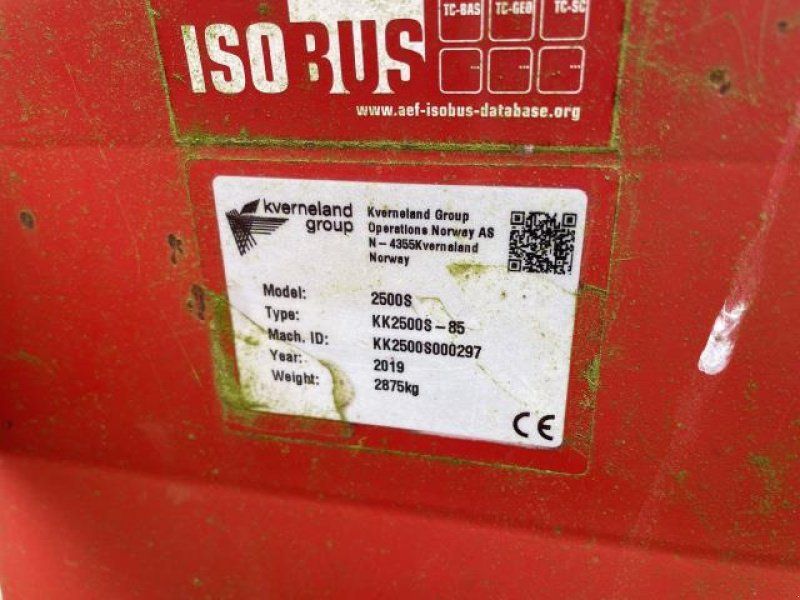 TC-BAS TC-GEO TC-SC
ISOBUS
www.aef-isobus-database.org
kverneland
group
Kverneland Group
Operations Norway AS
N-4355Kverneland
Norway
Model: 2500S
Type: KK2500S-85
Mach. ID: KK2500S000297
Year: 2019
Weight: 2875kg
CE